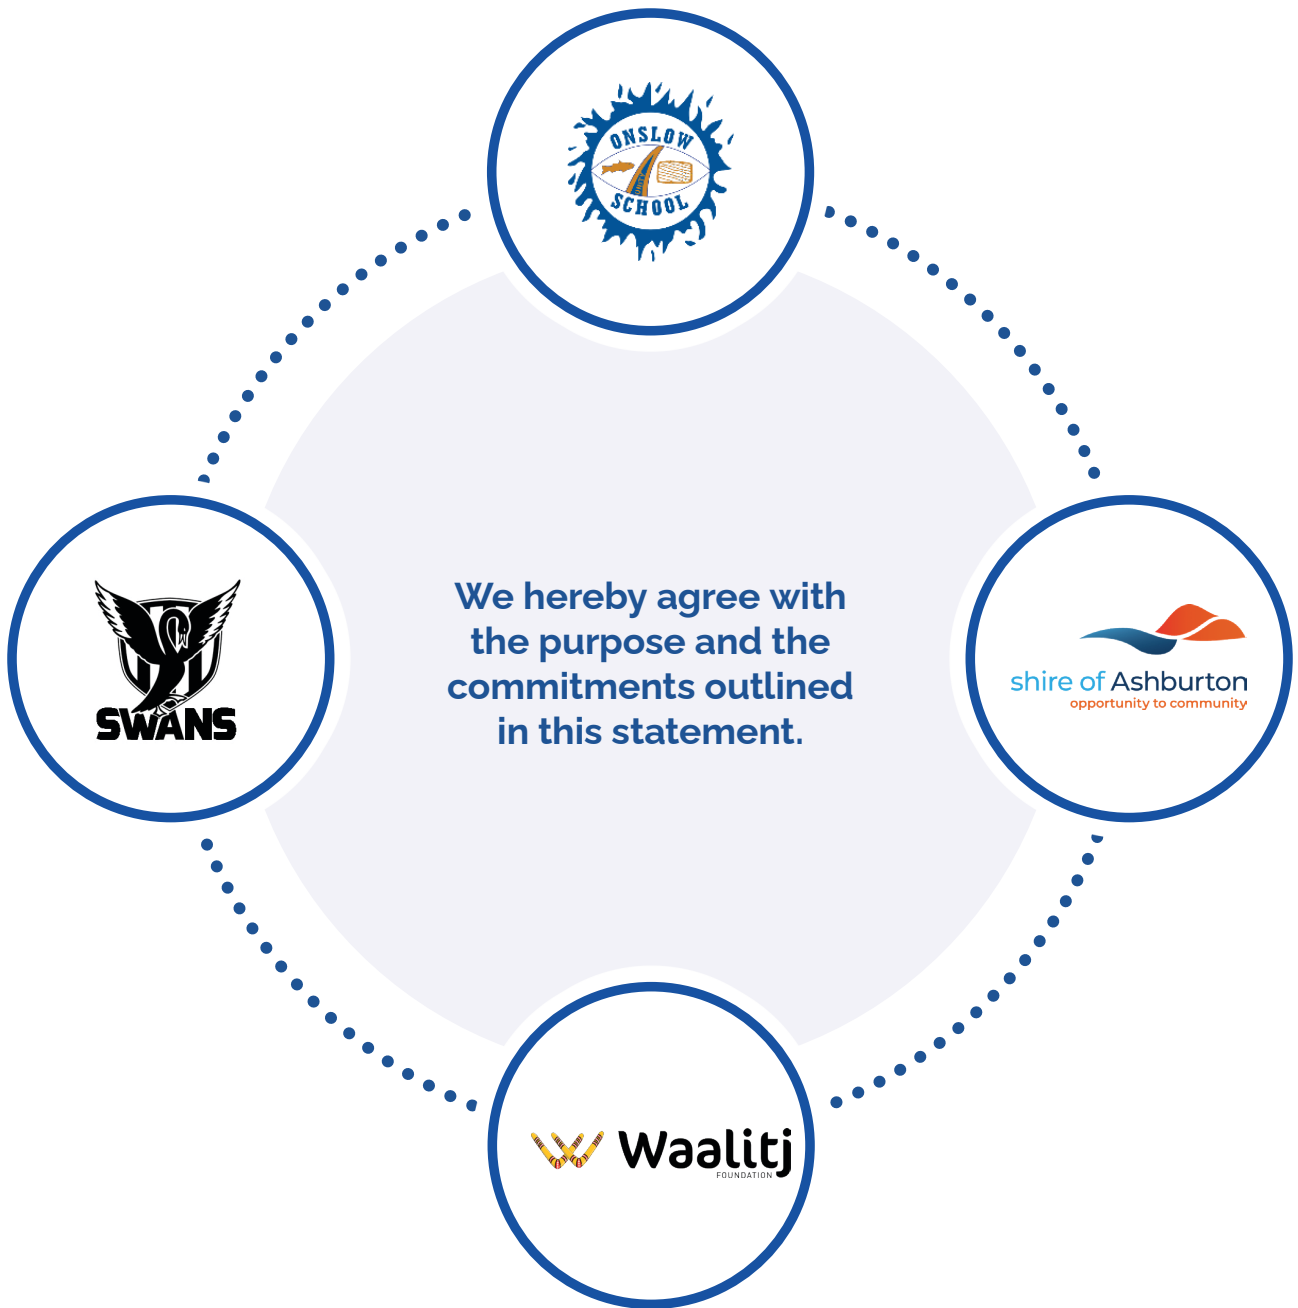 ONSLOW
SCHOOL
We hereby agree with
the purpose and the
commitments outlined
in this statement.
SWANS
shire of Ashburton
opportunity to community
Waalitj
FOUNDATION